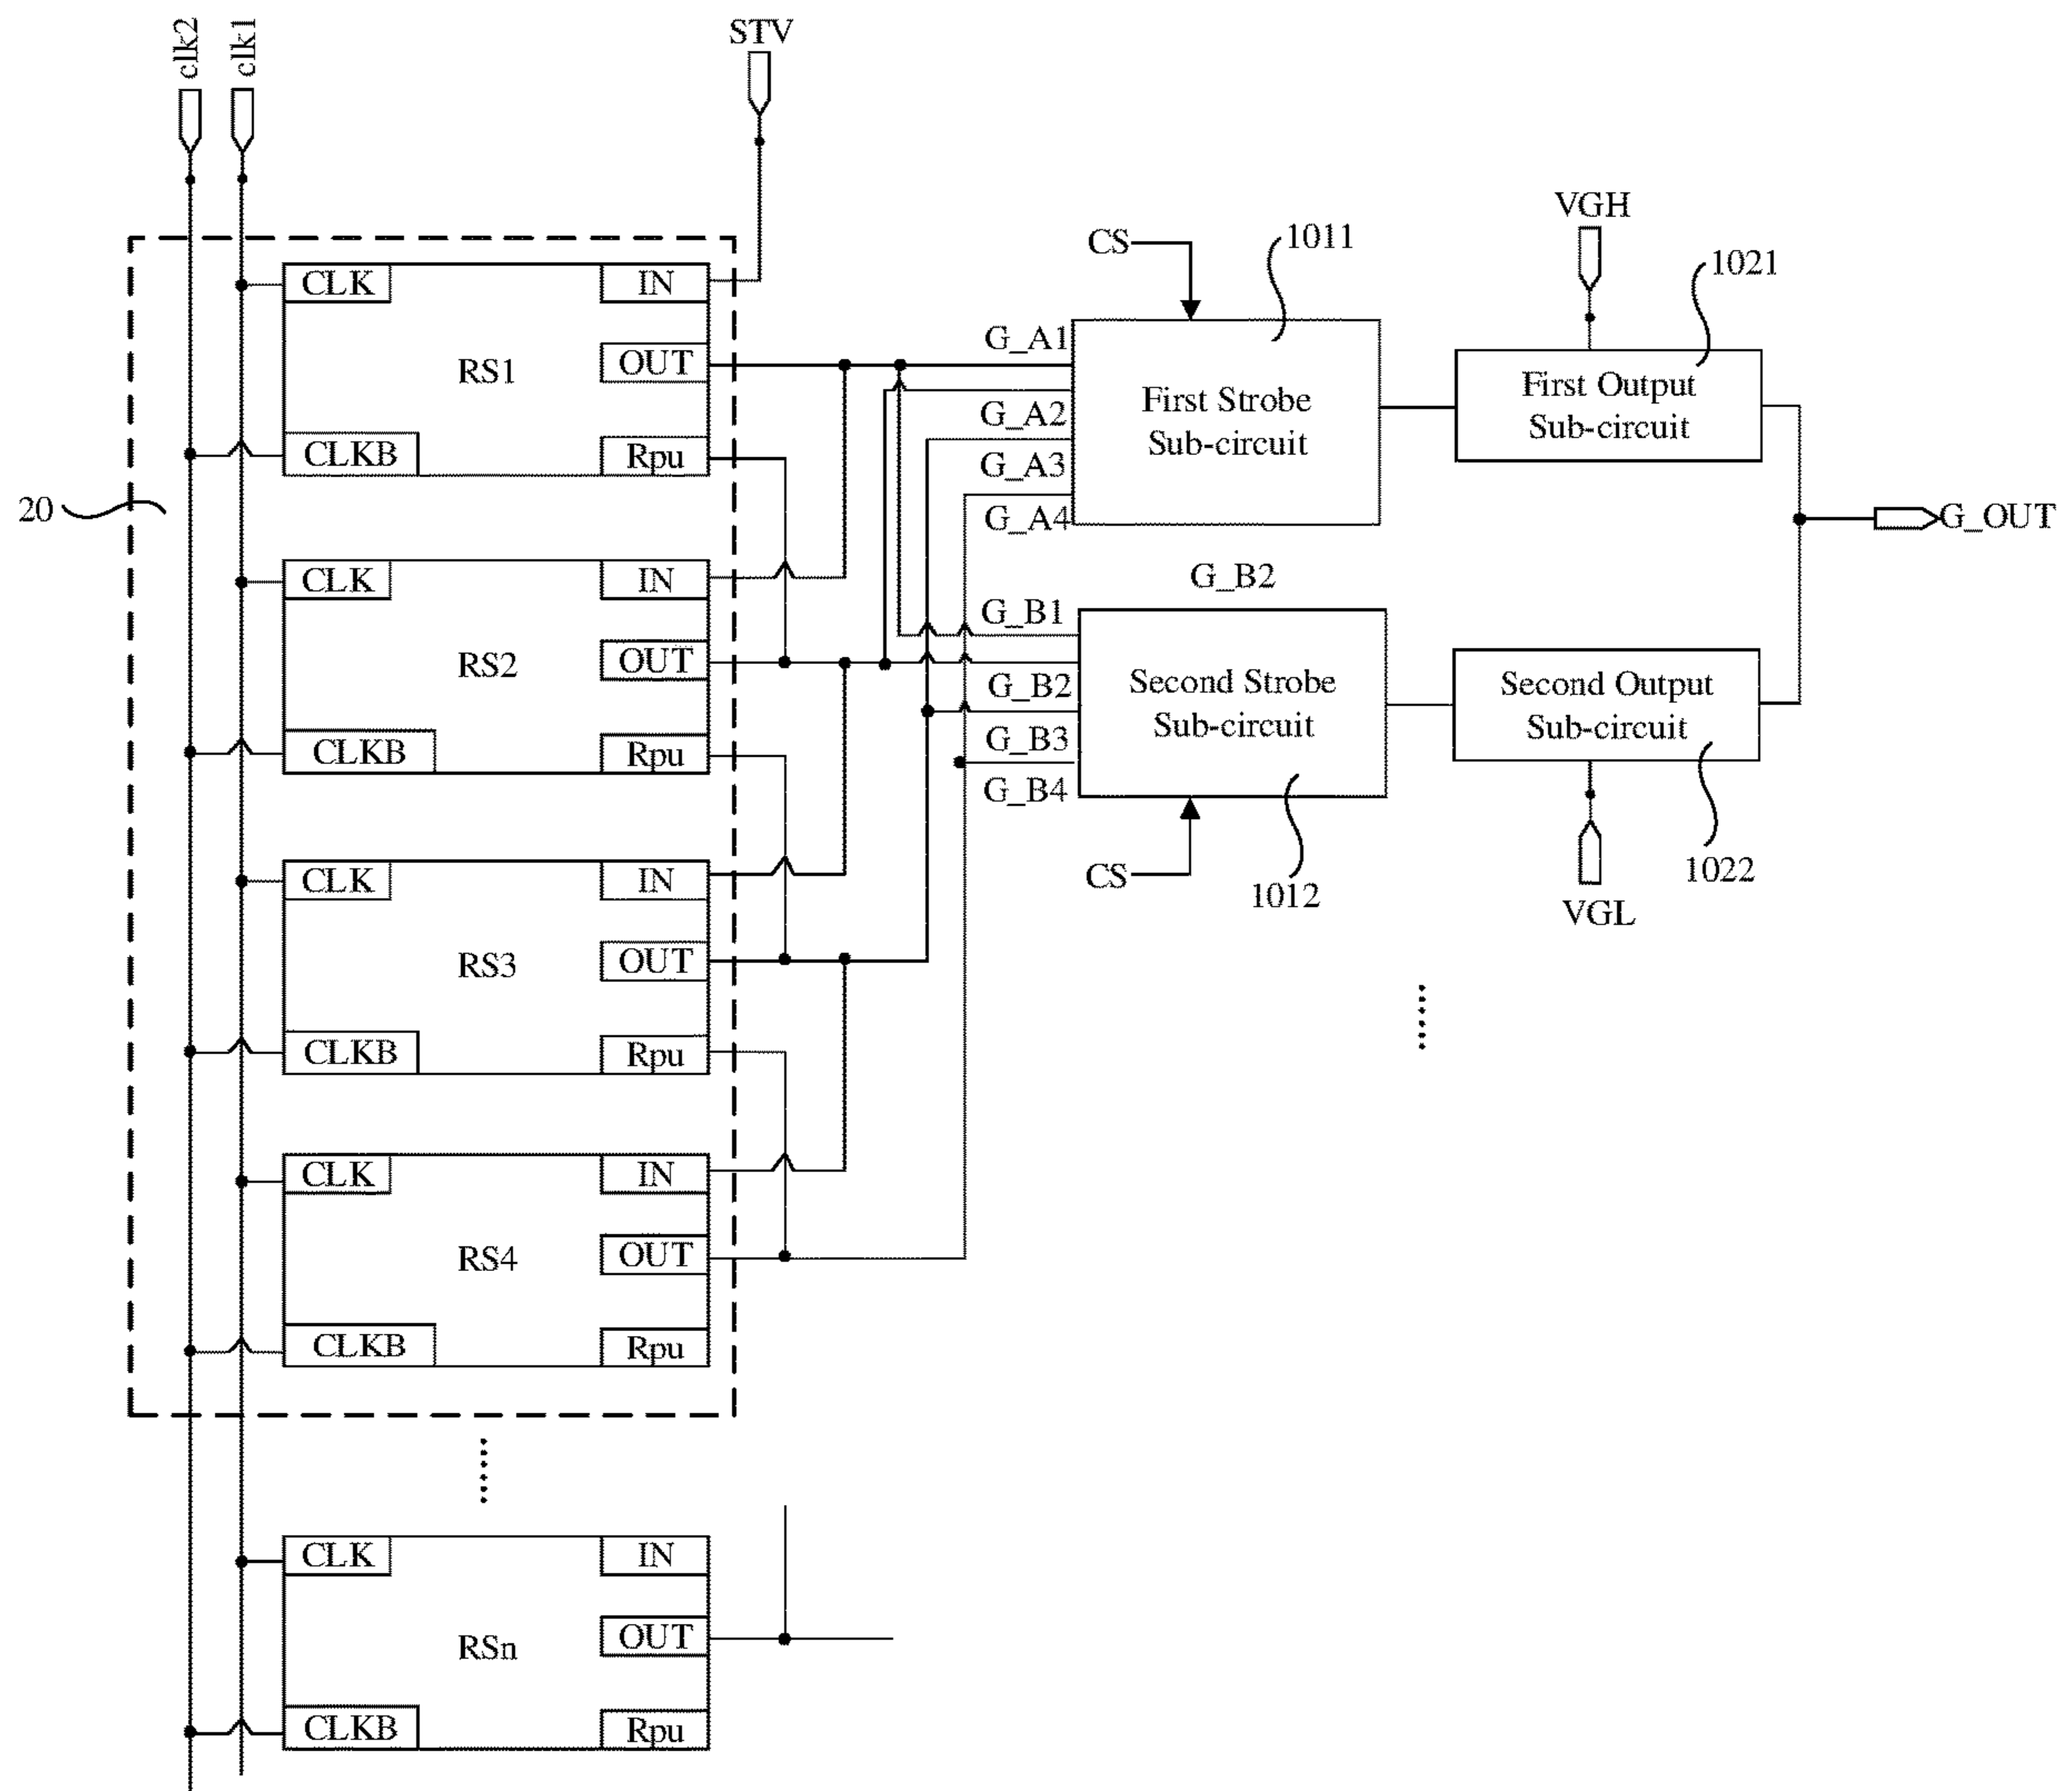 clk2
clk1
STV
CLK
IN
RS1
OUT
CLKB
Rpu
20
CLK
IN
RS2
OUT
CLKB
Rpu
CLK
IN
RS3
OUT
CLKB
Rpu
CLK
IN
RS4
OUT
CLKB
Rpu
CLK
IN
RSn
OUT
CLKB
Rpu
CS
1011
G_A1
G_A2
G_A3
G_A4
First Strobe
Sub-circuit
VGH
1021
First Output
Sub-circuit
G_OUT
G_B2
G_B1
G_B2
G_B3
G_B4
Second Strobe
Sub-circuit
CS
1012
Second Output
Sub-circuit
1022
VGL